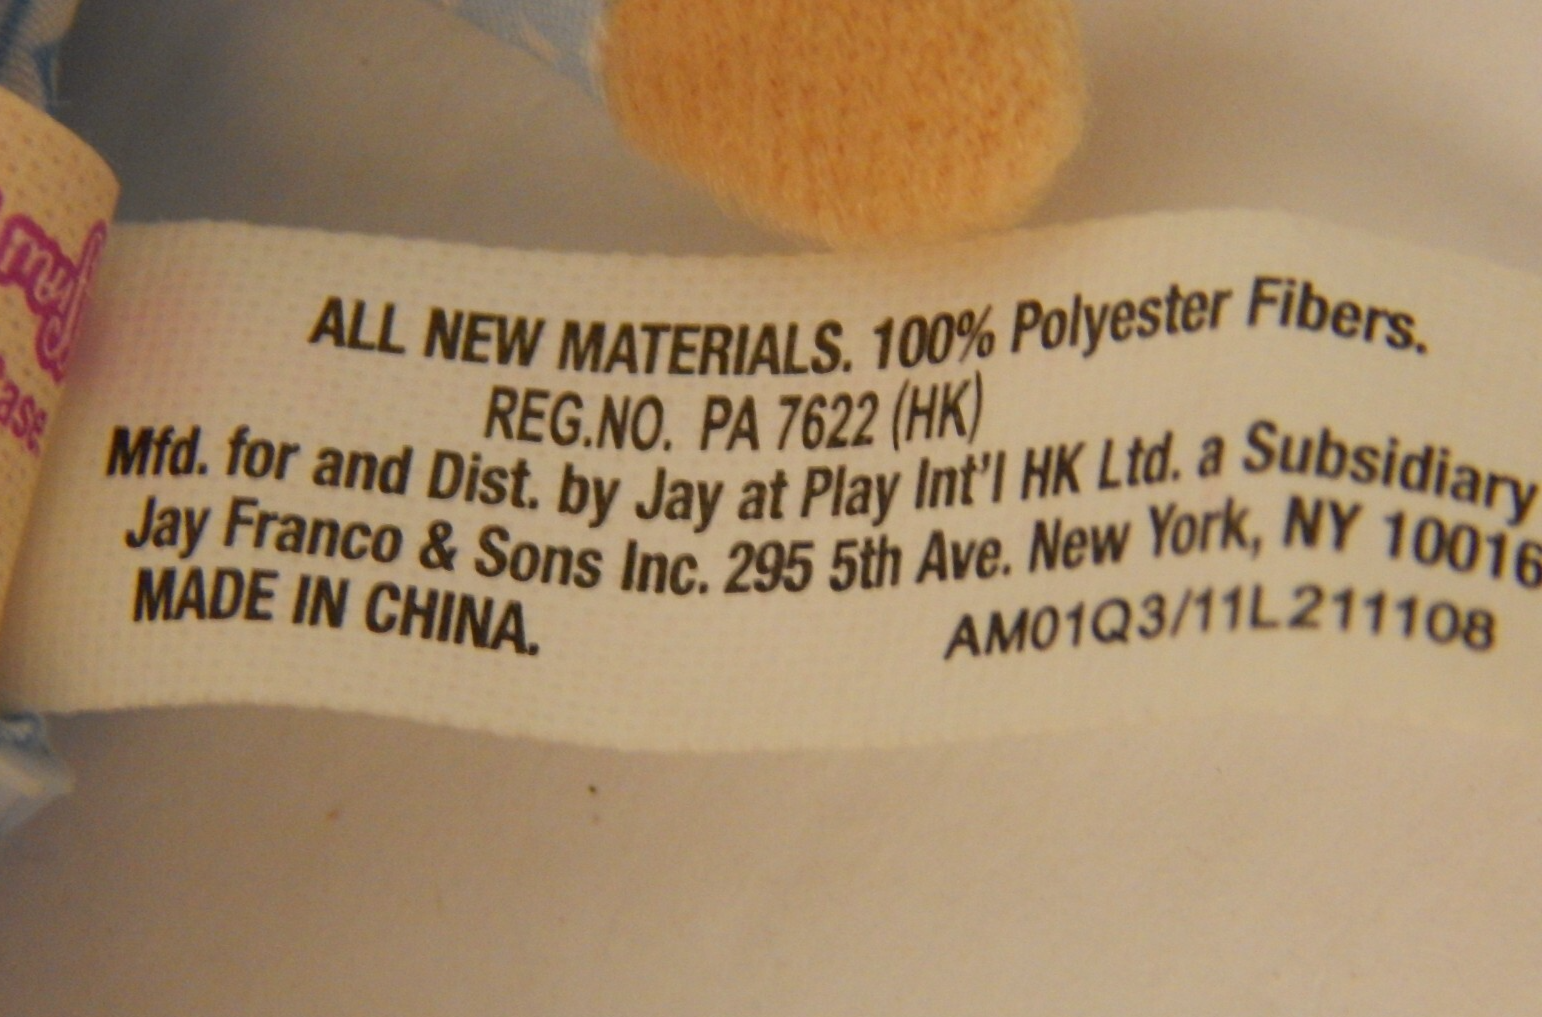 ALL NEW MATERIALS. 100% Polyester Fibers.
REG.NO. PA 7622 (HK)
Mfd. for and Dist. by Jay at Play Int'l HK Ltd. a Subsidiary
Jay Franco & Sons Inc. 295 5th Ave. New York, NY 10016
MADE IN CHINA.
AM01Q3/11L211108